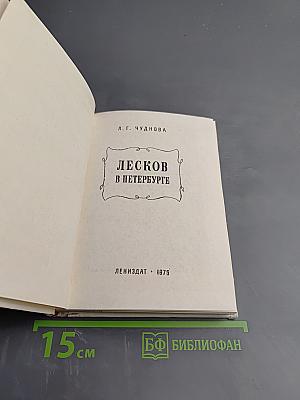 Л. Г. ЧУДНОВА
ЛЕСКОВ
В ПЕТЕРБУРГЕ
ЛЕНИЗДАТ · 1975
15 см
БФ БИБЛИОФАН